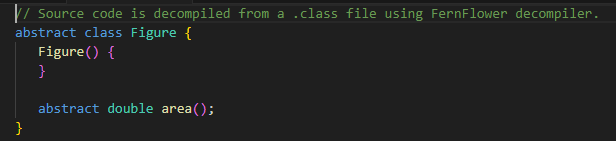 // Source code is decompiled from a .class file using FernFlower decompiler.
abstract class Figure {
   Figure() {
   }

   abstract double area();
}